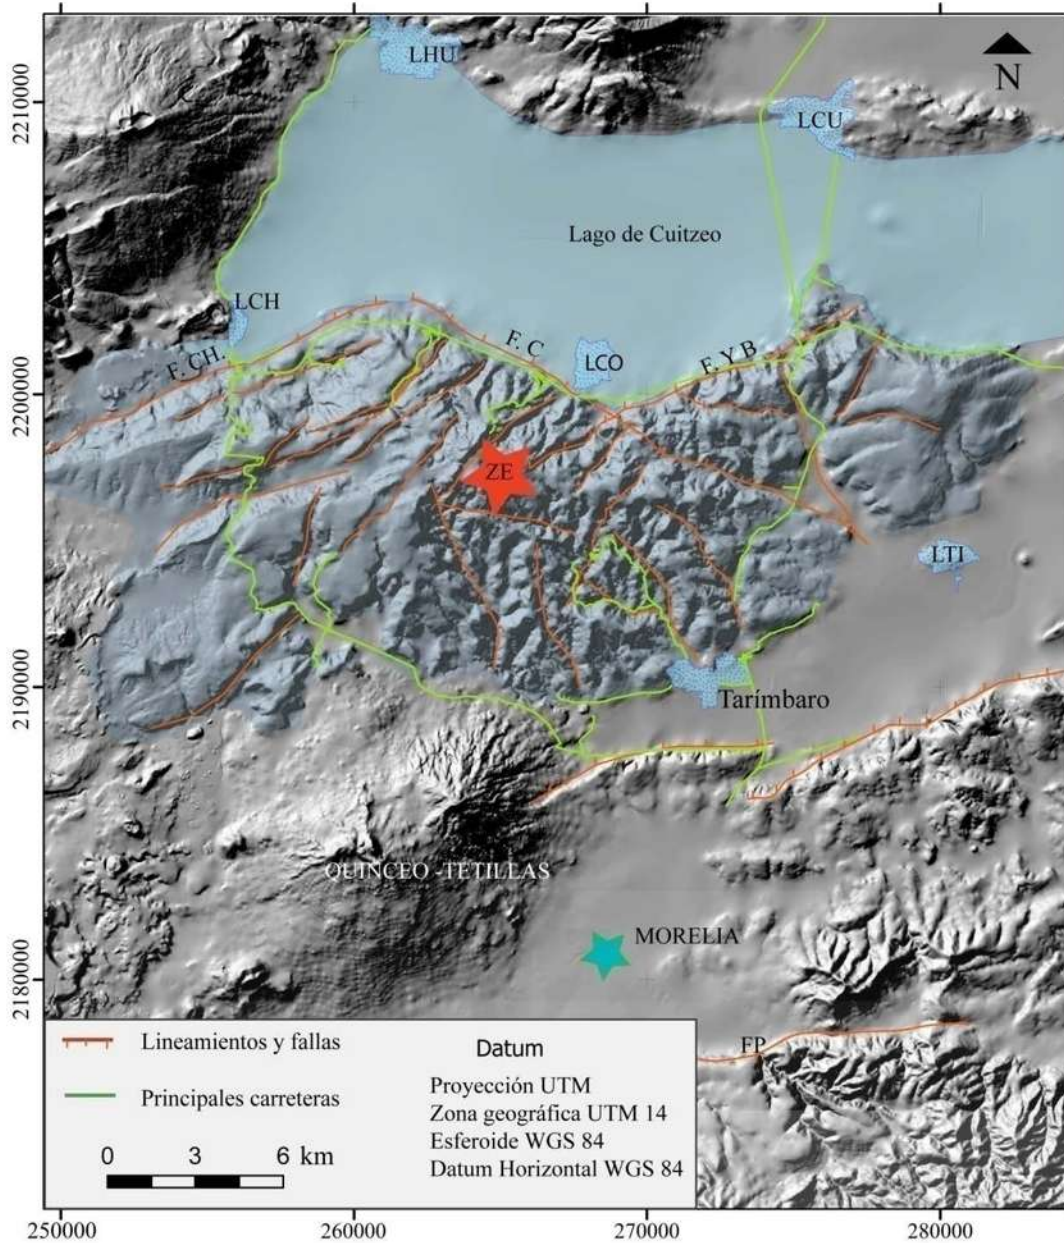 LHU
N
2210000
LCU
Lago de Cuitzeo
LCH
F. CH.
F. C
LCO
F. Y B
2200000
ZE
LTI
2190000
Tarímbaro
QUINCEO -TETILLAS
MORELIA
2180000
FP
Lineamientos y fallas
Principales carreteras
0 3 6 km
Datum
Proyección UTM
Zona geográfica UTM 14
Esferoide WGS 84
Datum Horizontal WGS 84
250000 260000 270000 280000